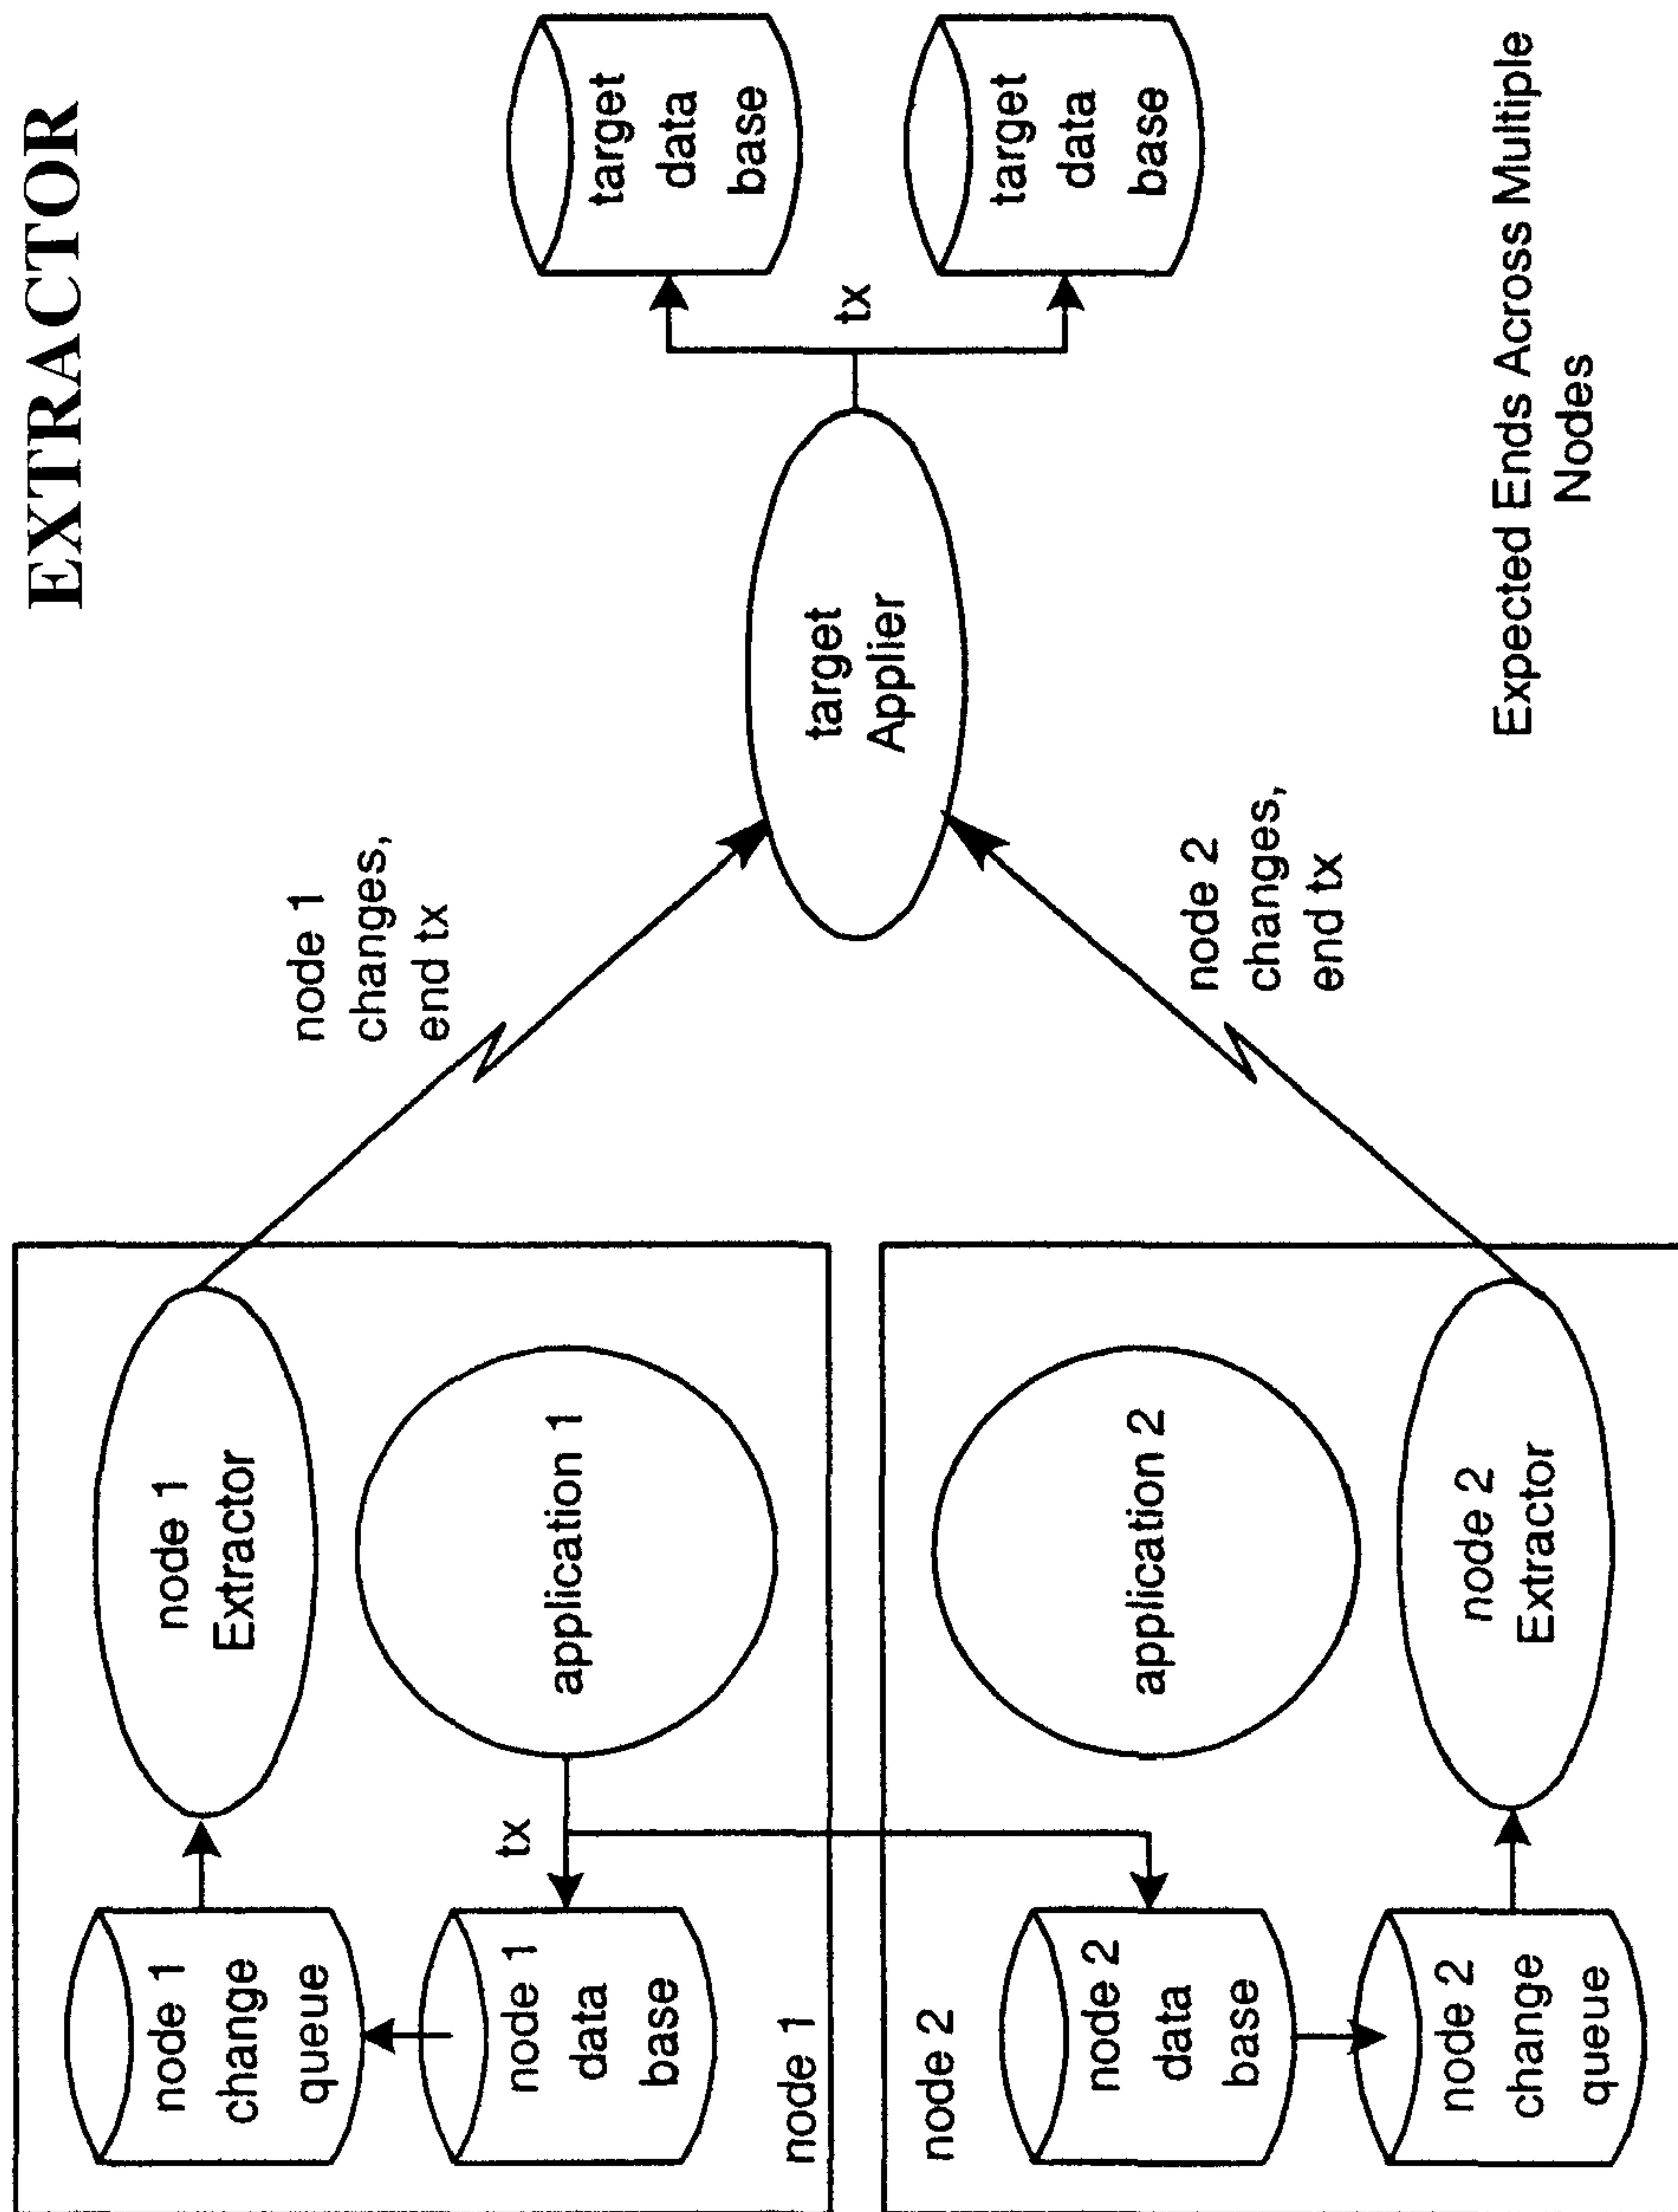 EXTRACTOR
node 1
change
queue
node 1
Extractor
node 1
changes,
end tx
target
data
base
node 1
data
base
tx
application 1
node 1
target
Applier
tx
node 2
node 2
data
base
application 2
target
data
base
node 2
change
queue
node 2
Extractor
node 2
changes,
end tx
Expected Ends Across Multiple
Nodes